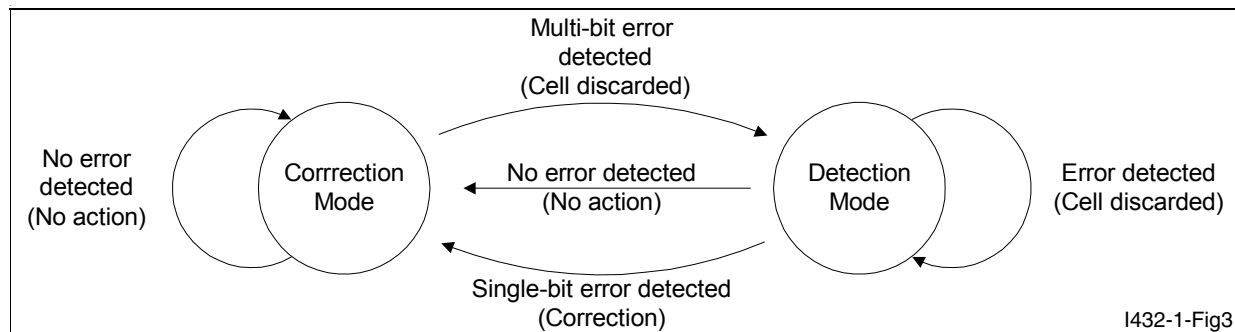 Multi-bit error
detected
(Cell discarded)
No error
detected
(No action)
Corrrection
Mode
No error detected
(No action)
Detection
Mode
Error detected
(Cell discarded)
Single-bit error detected
(Correction)
I432-1-Fig3